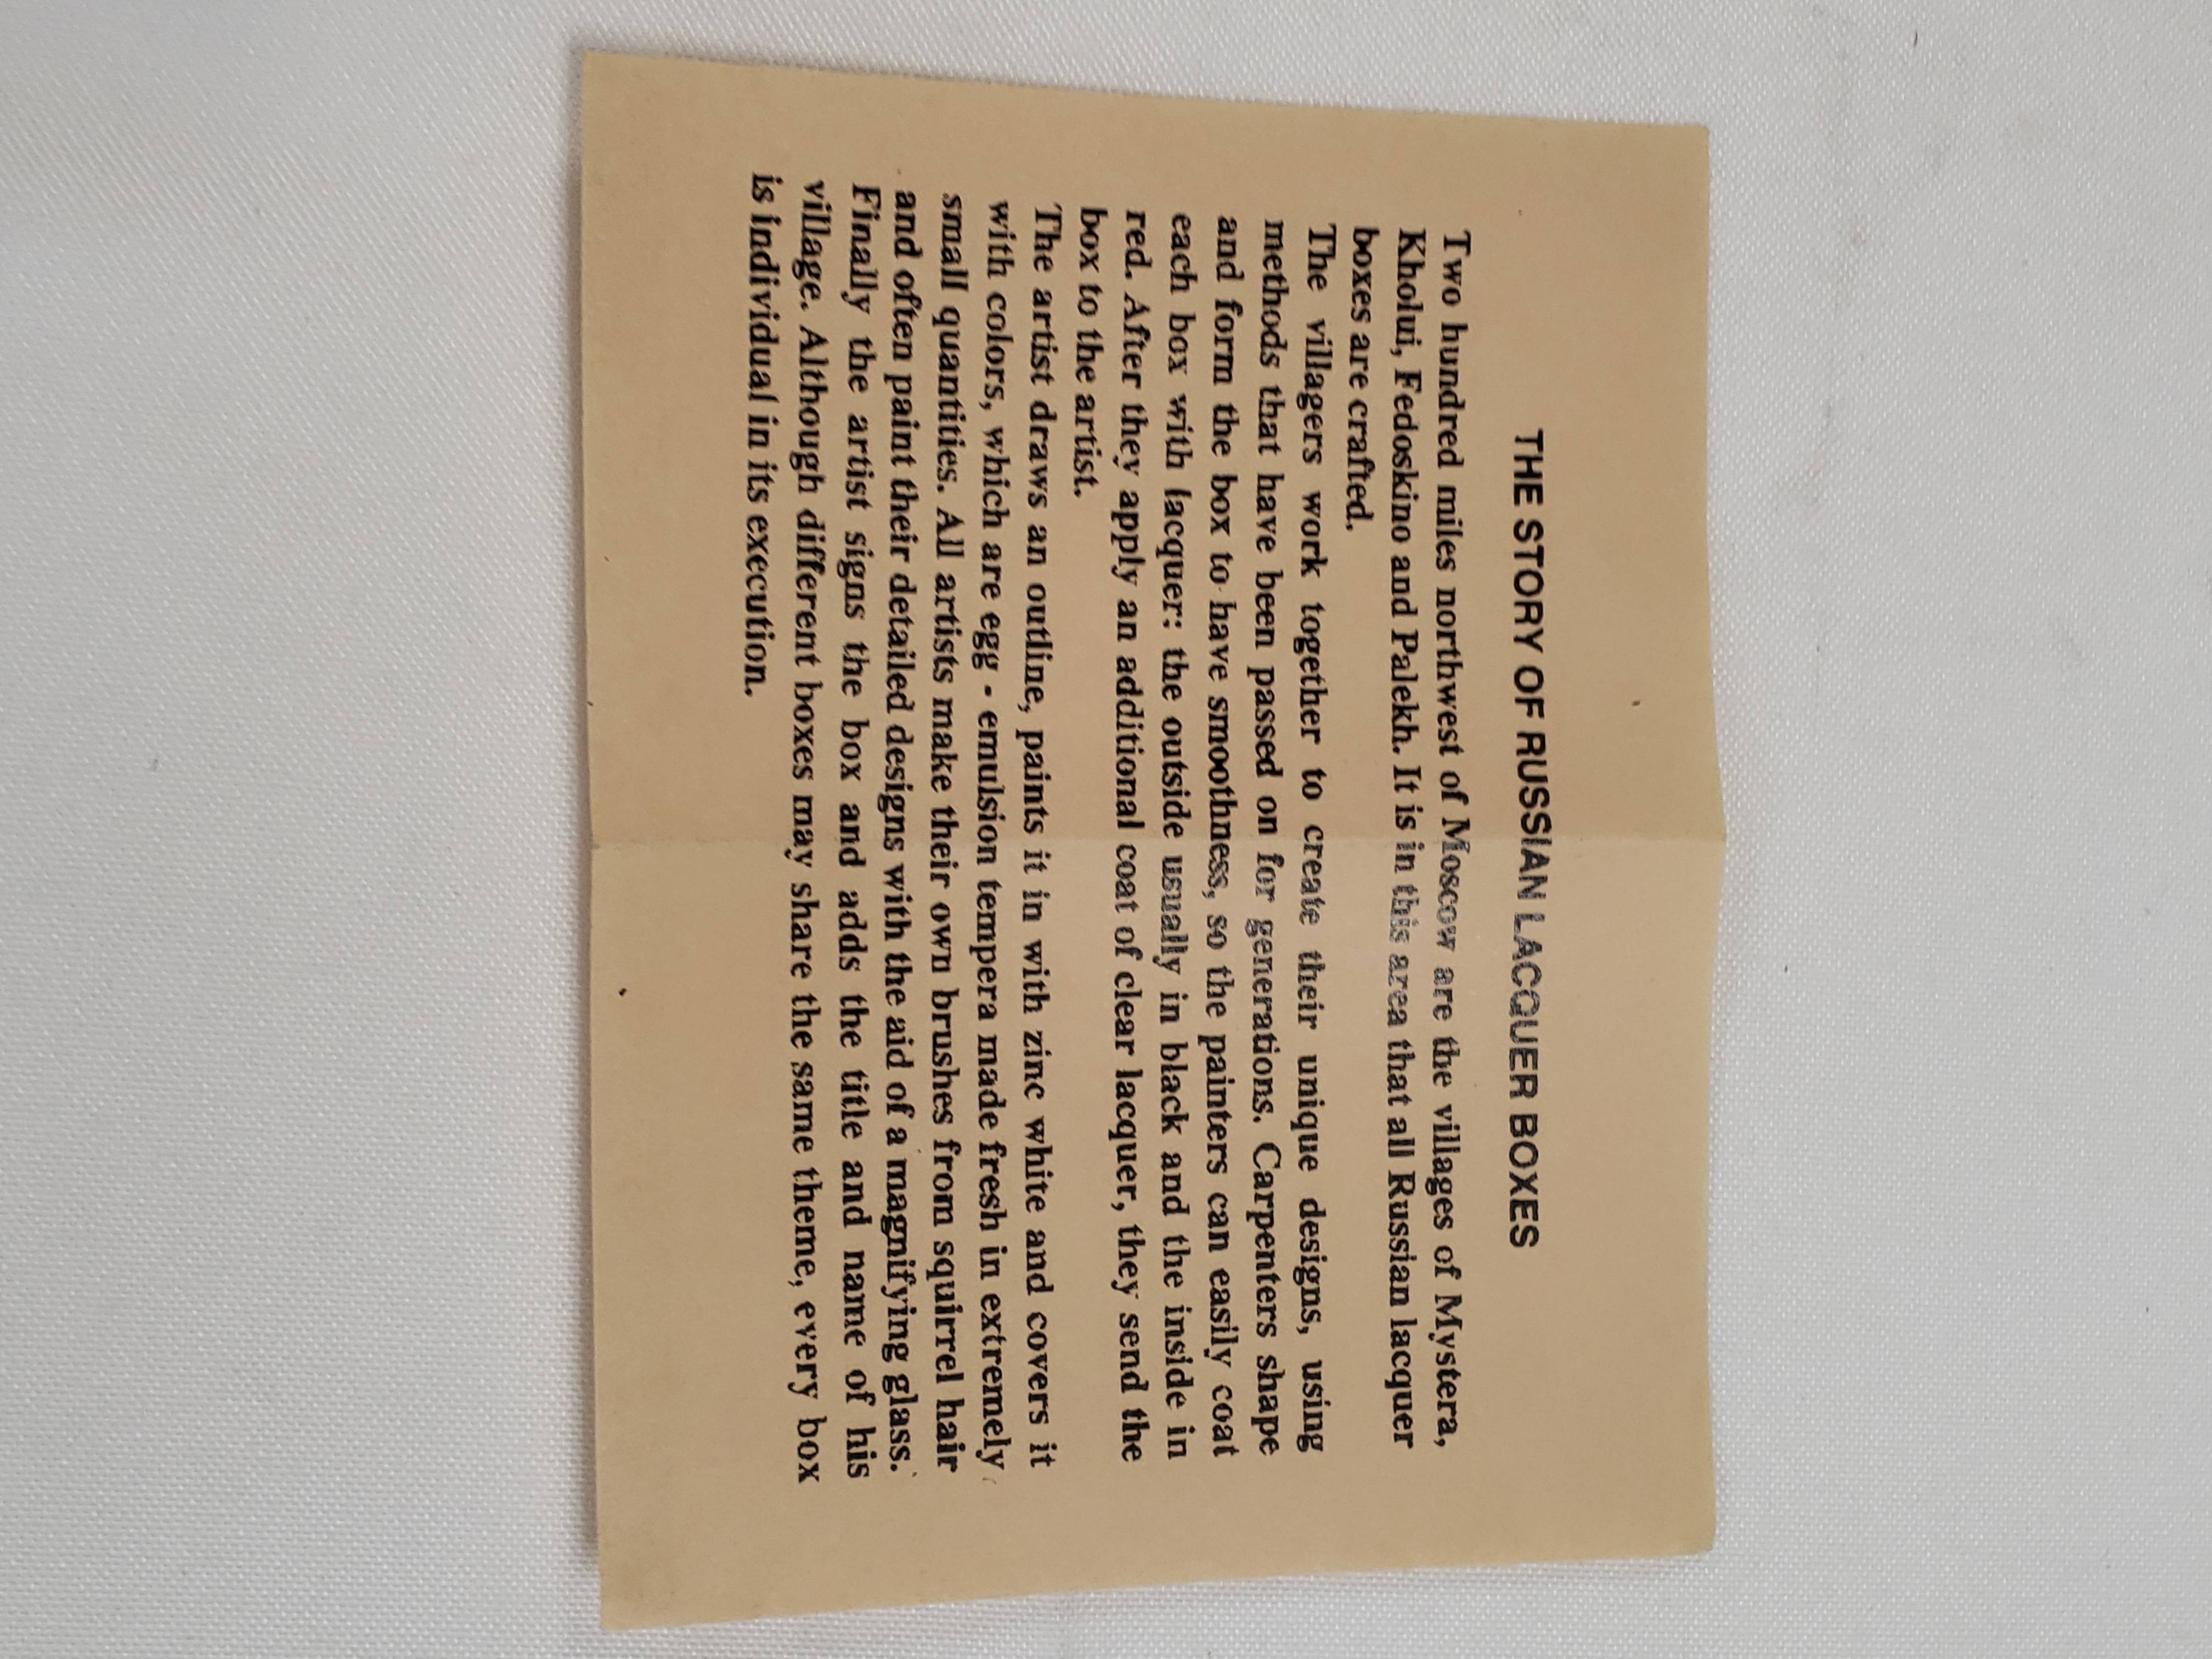 THE STORY OF RUSSIAN LACQUER BOXES
Two hundred miles northwest of Moscow are the villages of Mystera,
Kholui, Fedoskino and Palekh. It is in this area that all Russian lacquer
boxes are crafted.
The villagers work together to create their unique designs, using
methods that have been passed on for generations. Carpenters shape
and form the box to have smoothness, so the painters can easily coat
each box with lacquer: the outside usually in black and the inside in
red. After they apply an additional coat of clear lacquer, they send the
box to the artist.
The artist draws an outline, paints it in with zinc white and covers it
with colors, which are egg - emulsion tempera made fresh in extremely
small quantities. All artists make their own brushes from squirrel hair
and often paint their detailed designs with the aid of a magnifying glass.
Finally the artist signs the box and adds the title and name of his
village. Although different boxes may share the same theme, every box
is individual in its execution.